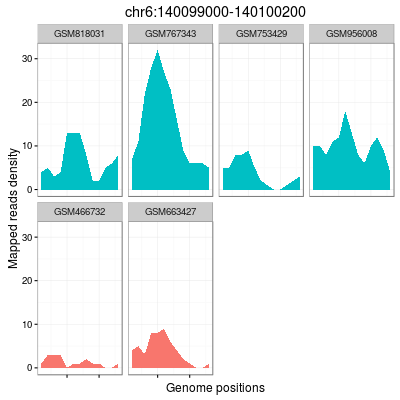 chr6:140099000-140100200
GSM818031 GSM767343 GSM753429 GSM956008
30
20
10
0
Mapped reads density
GSM466732 GSM663427
30
20
10
0
Genome positions